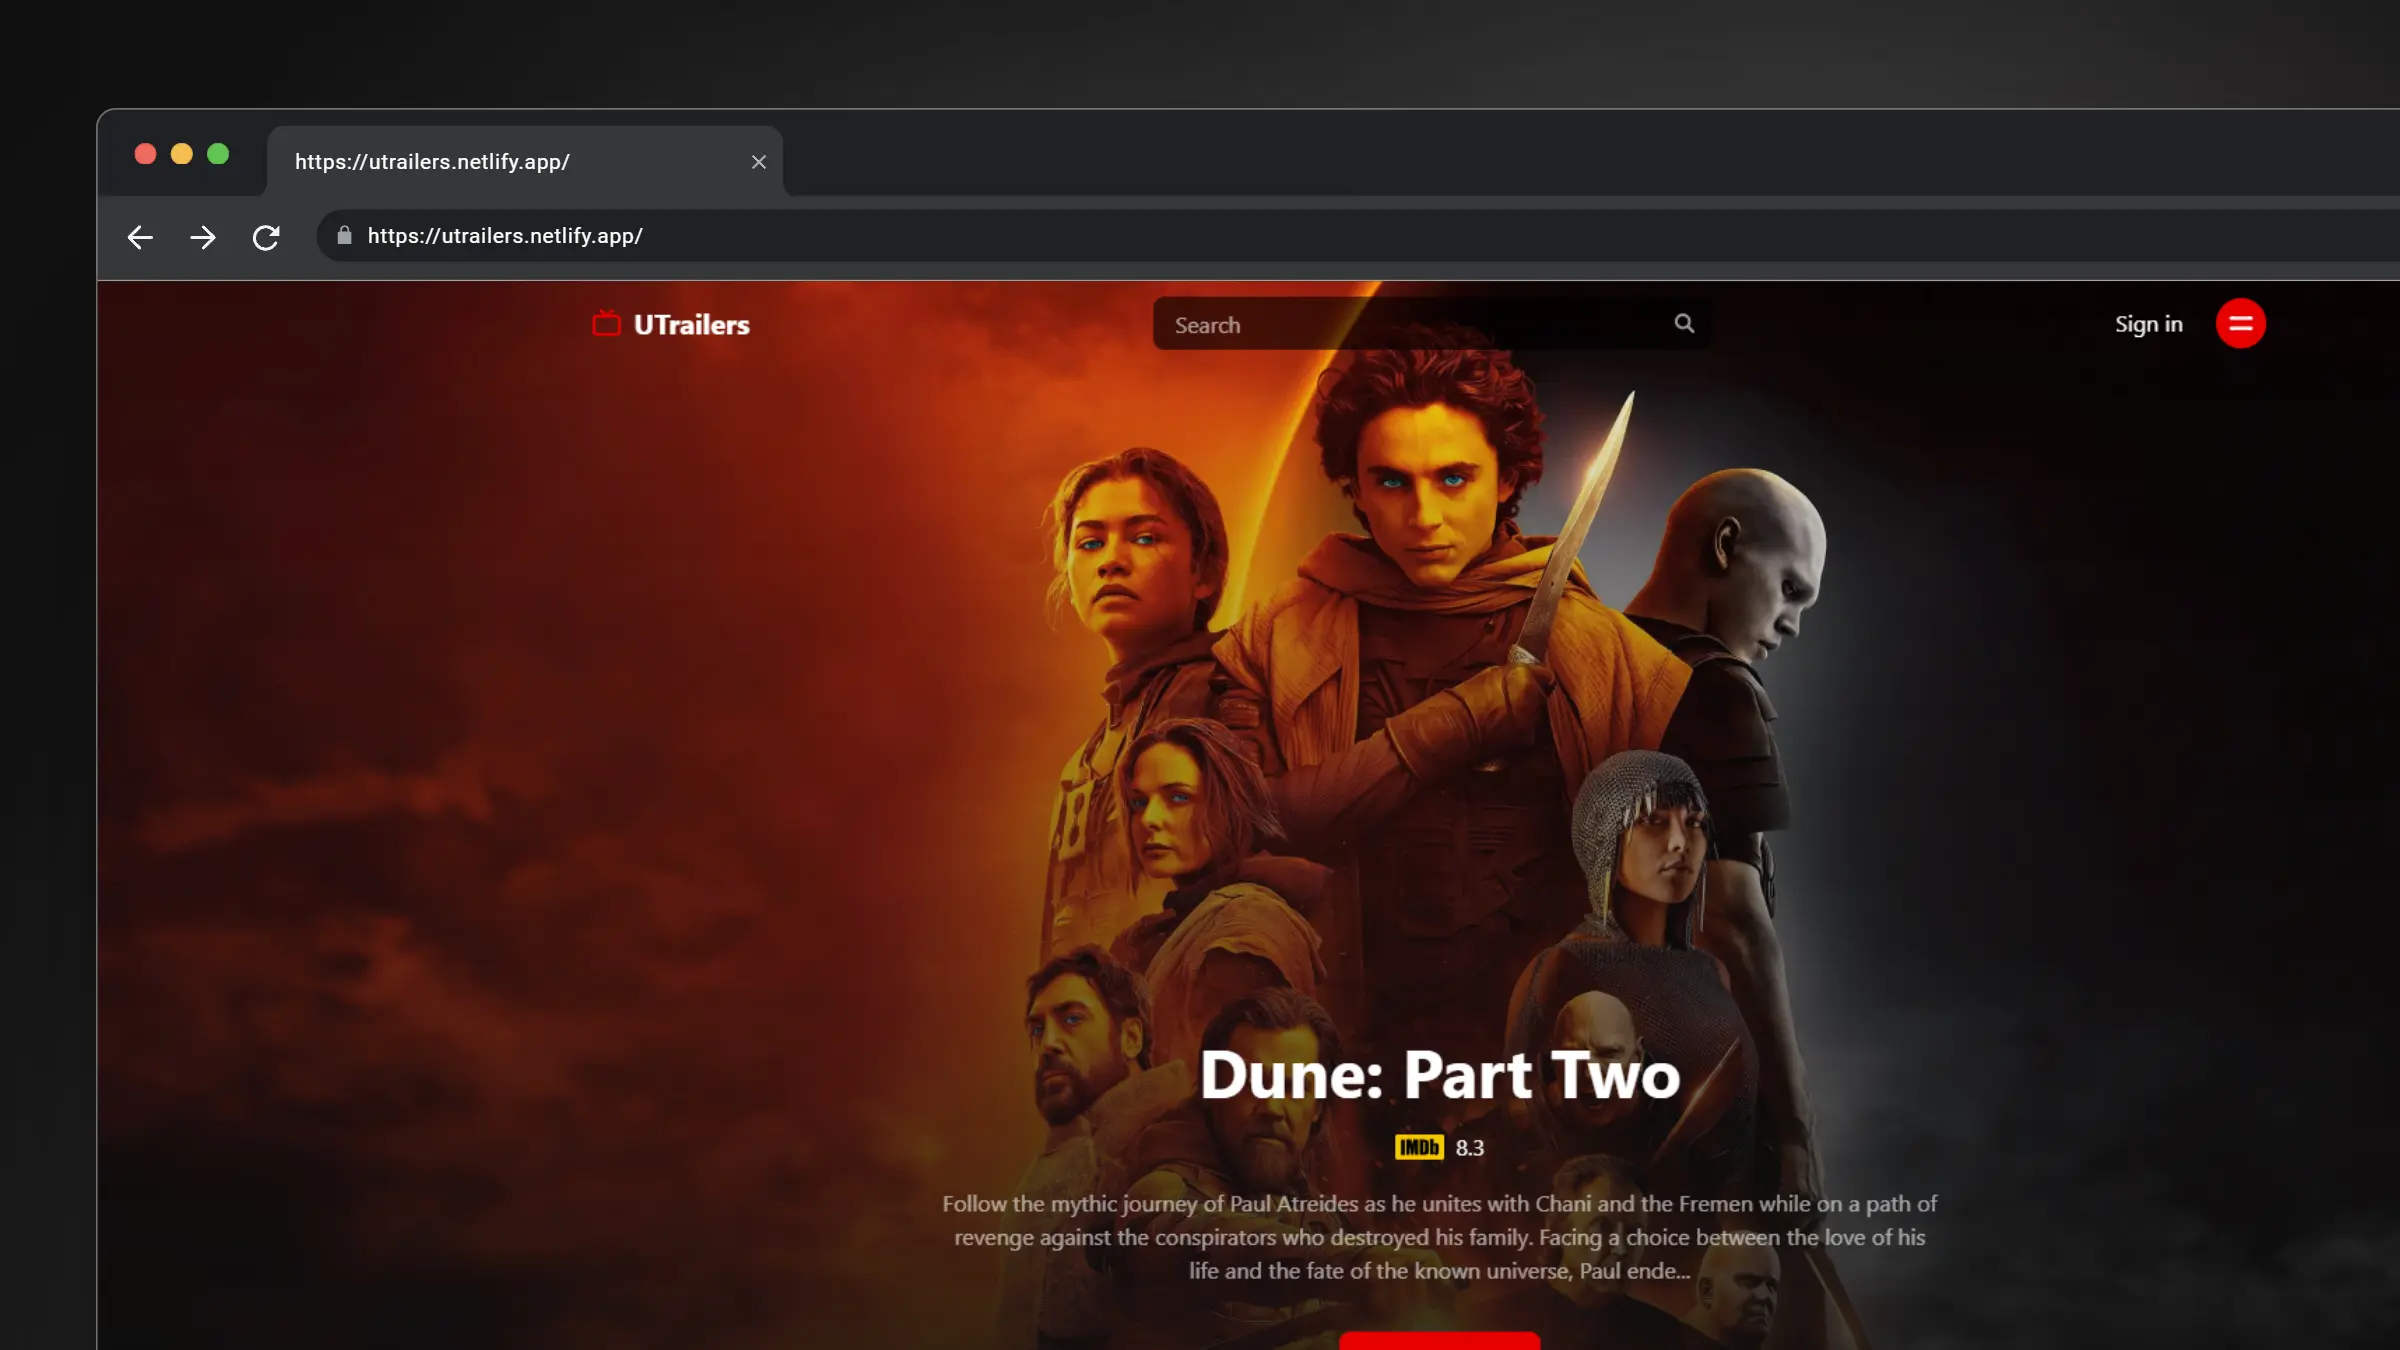 https://utrailers.netlify.app/
https://utrailers.netlify.app/
UTrailers
Search
Sign in
Dune: Part Two
IMDb 8.3
Follow the mythic journey of Paul Atreides as he unites with Chani and the Fremen while on a path of
revenge against the conspirators who destroyed his family. Facing a choice between the love of his
life and the fate of the known universe, Paul ende...